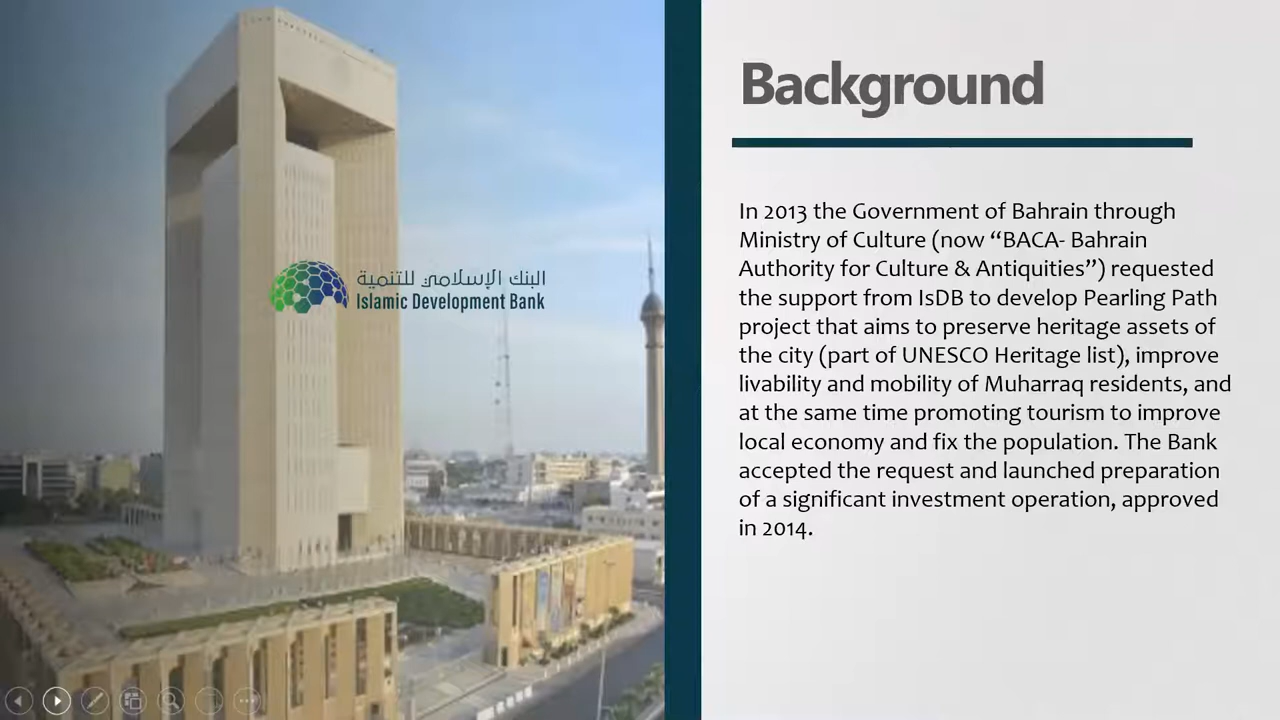 البنك الإسلامي للتنمية
Islamic Development Bank
Background
In 2013 the Government of Bahrain through
Ministry of Culture (now “BACA- Bahrain
Authority for Culture & Antiquities”) requested
the support from IsDB to develop Pearling Path
project that aims to preserve heritage assets of
the city (part of UNESCO Heritage list), improve
livability and mobility of Muharraq residents, and
at the same time promoting tourism to improve
local economy and fix the population. The Bank
accepted the request and launched preparation
of a significant investment operation, approved
in 2014.